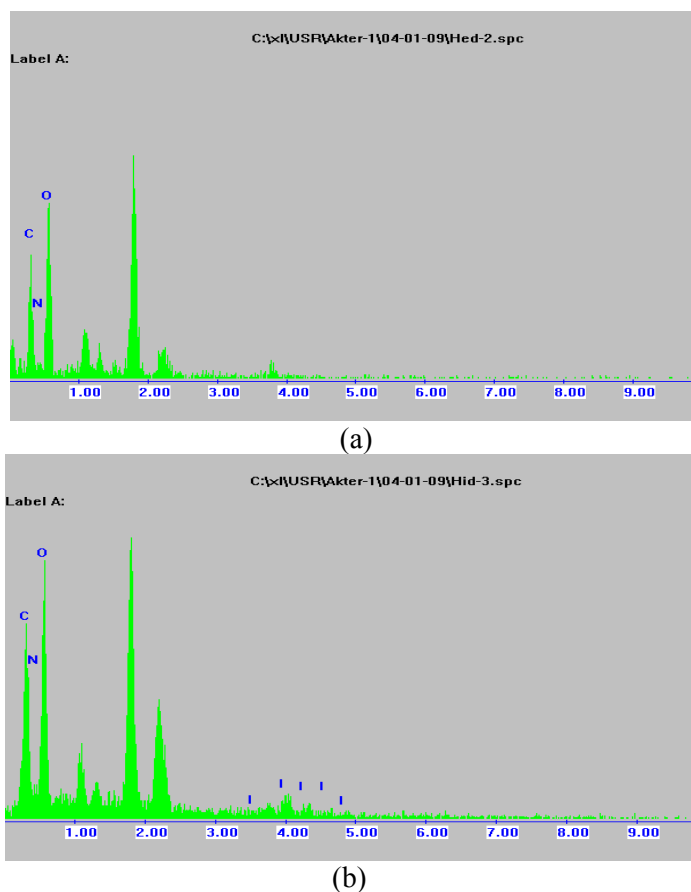 C:\xl\USR\Akter-1\04-01-09\Hed-2.spc
Label A:
O
C
N
1.00 2.00 3.00 4.00 5.00 6.00 7.00 8.00 9.00
(a)
C:\xl\USR\Akter-1\04-01-09\Hid-3.spc
Label A:
O
C
N
I I I I I
1.00 2.00 3.00 4.00 5.00 6.00 7.00 8.00 9.00
(b)